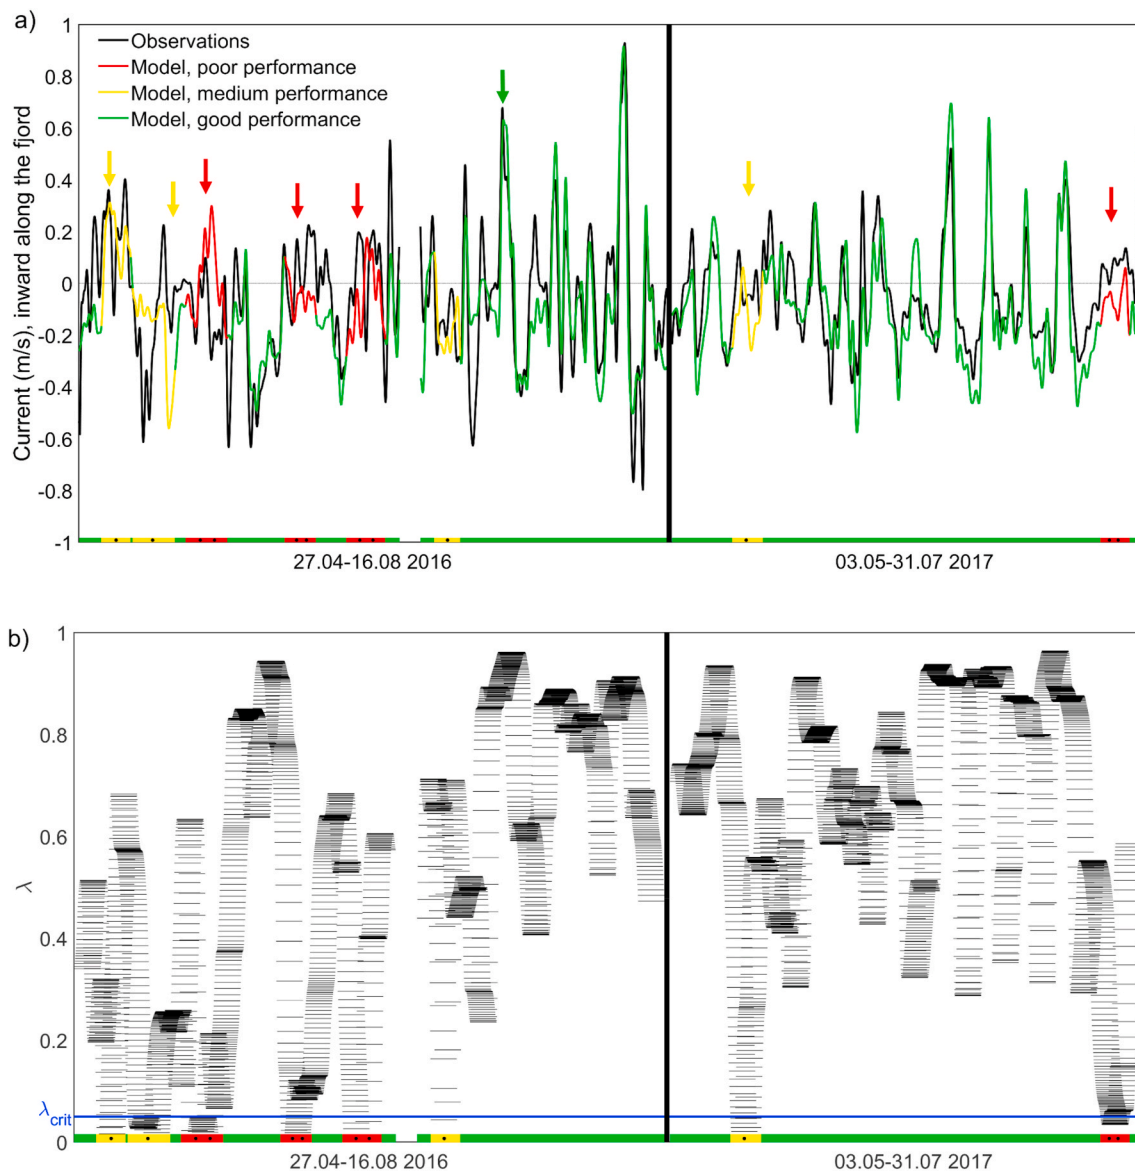 a)
Current (m/s), inward along the fjord
1
0.8
0.6
0.4
0.2
0
-0.2
-0.4
-0.6
-0.8
-1
Observations
Model, poor performance
Model, medium performance
Model, good performance
27.04-16.08 2016
03.05-31.07 2017
b)
λ
1
0.8
0.6
0.4
0.2
λcrit
0
27.04-16.08 2016
03.05-31.07 2017